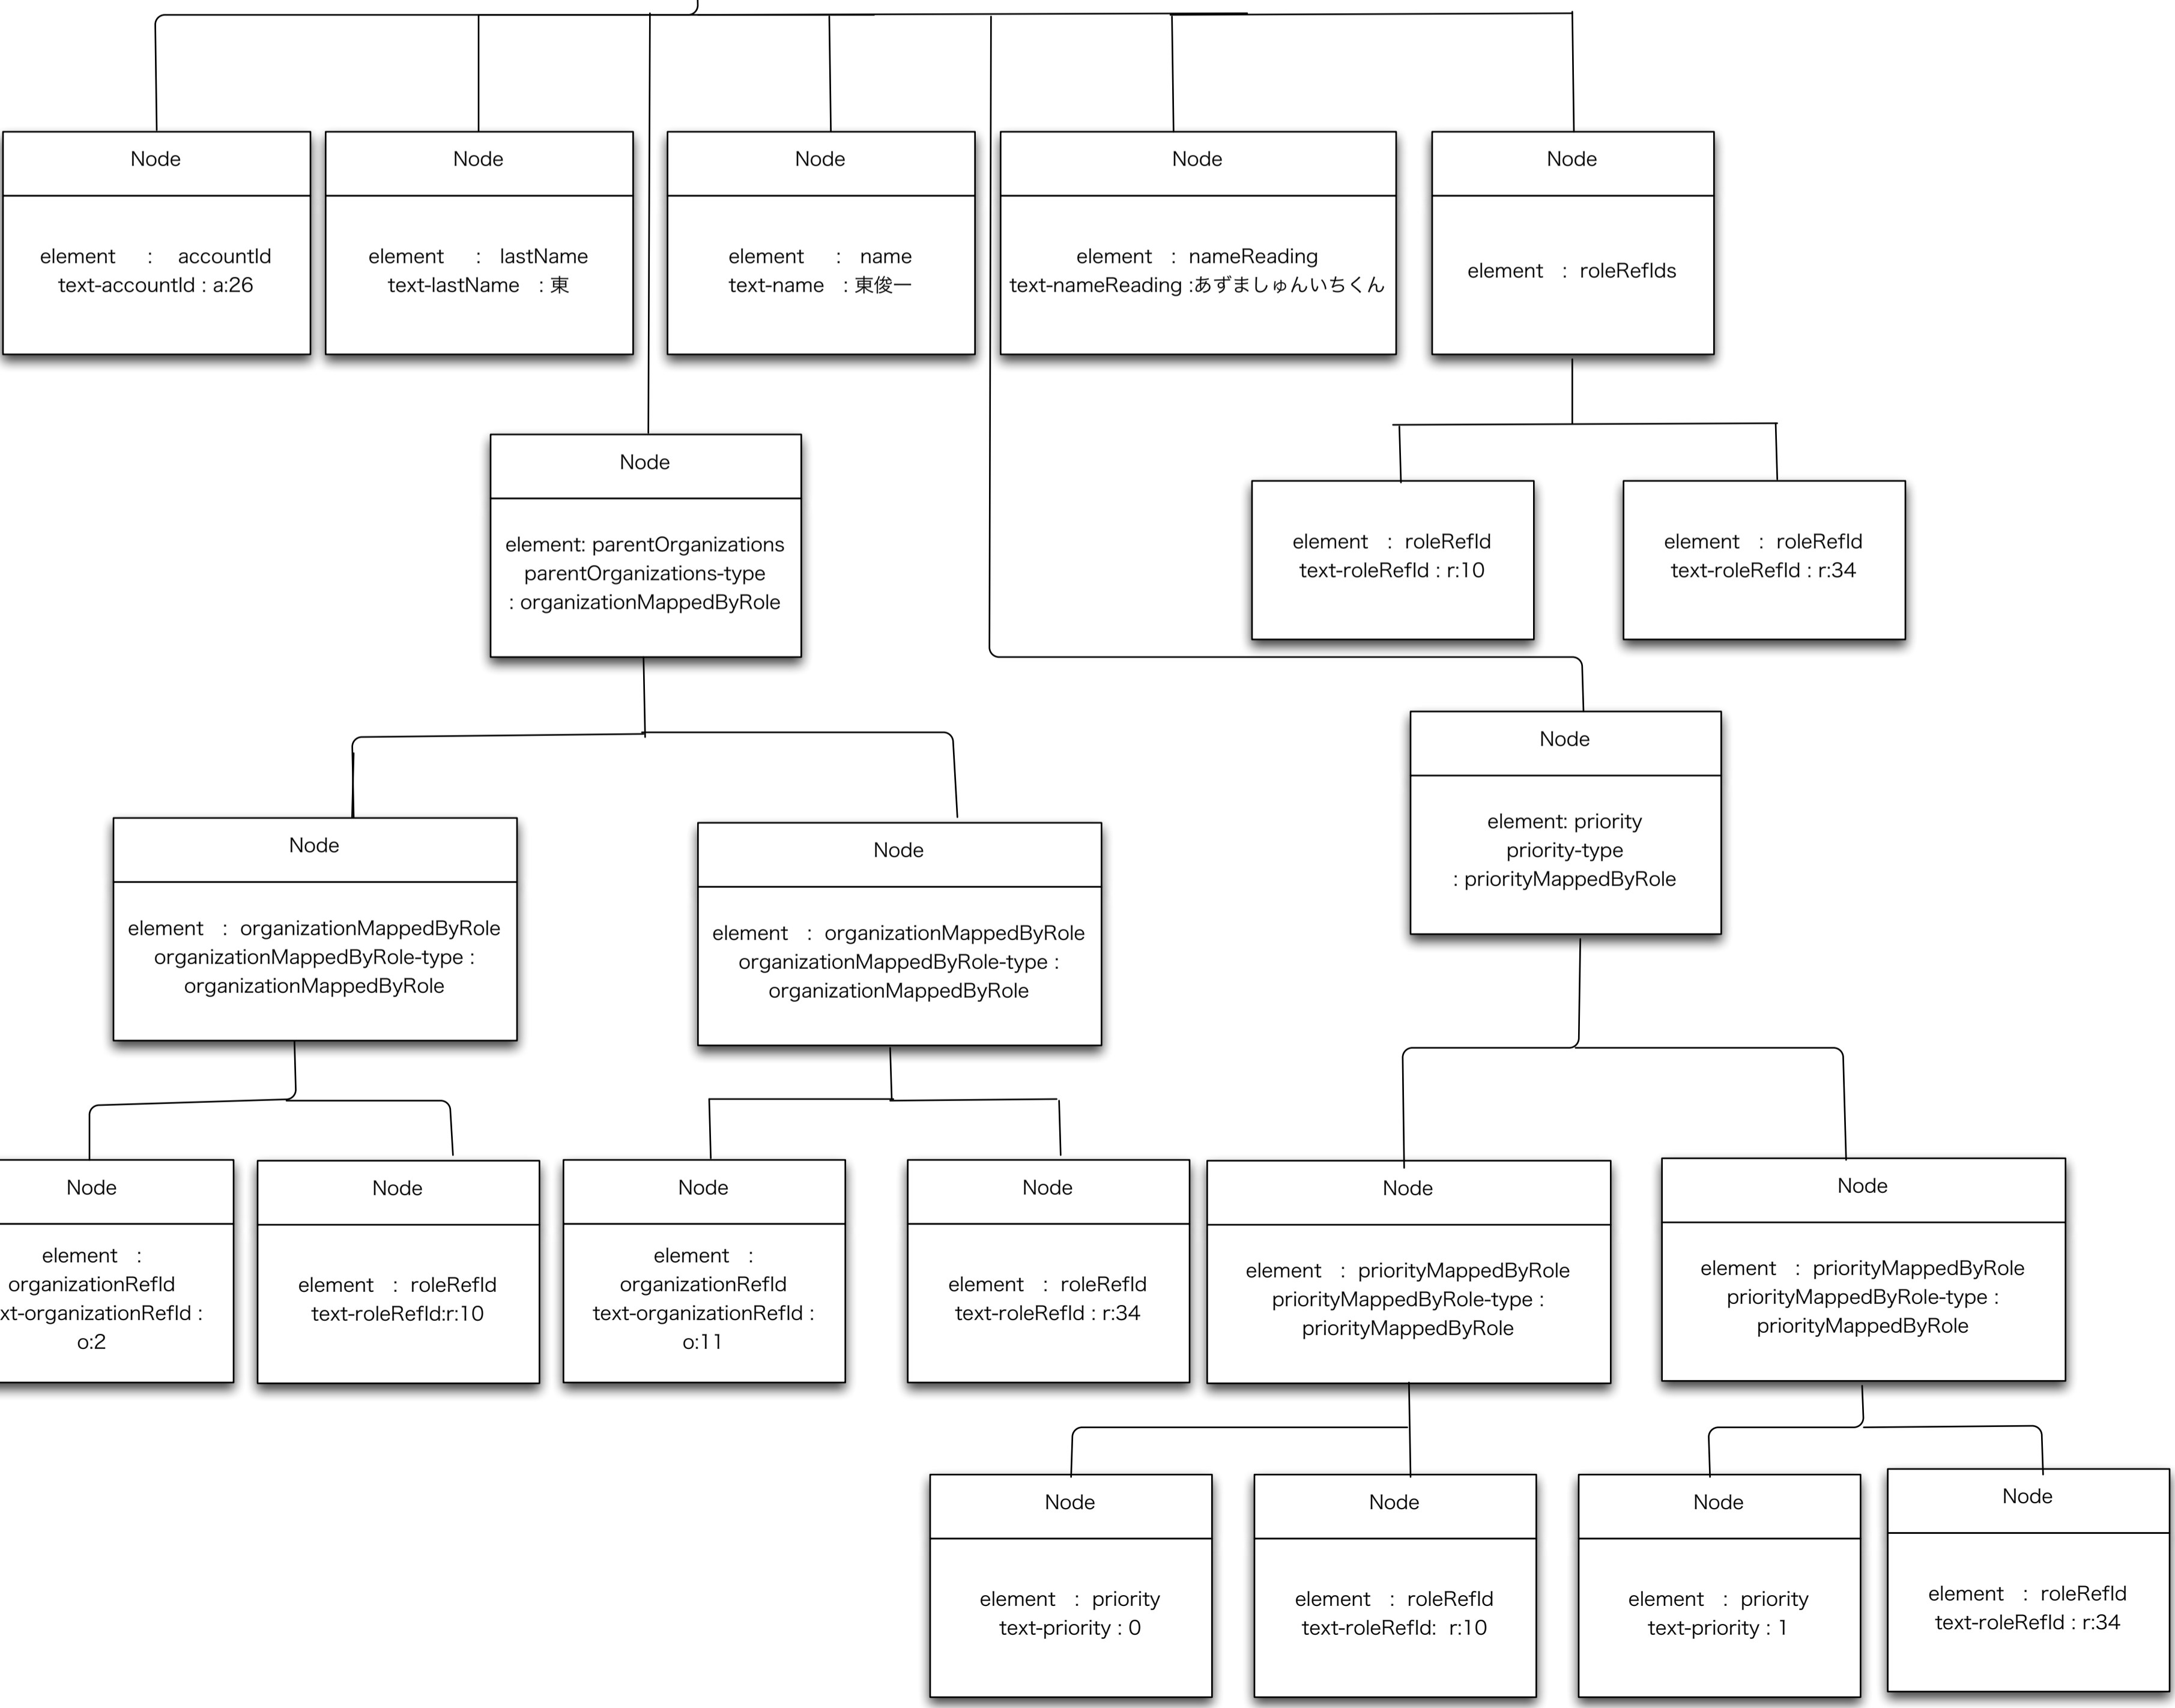 Node
element : accountId
text-accountId : a:26
Node
element : lastName
text-lastName : 東
Node
element : name
text-name : 東俊一
Node
element : nameReading
text-nameReading :あずましゅんいちくん
Node
element : roleRefIds
Node
element: parentOrganizations
parentOrganizations-type
: organizationMappedByRole
element : roleRefId
text-roleRefId : r:10
element : roleRefId
text-roleRefId : r:34
Node
element: priority
priority-type
: priorityMappedByRole
Node
element : organizationMappedByRole
organizationMappedByRole-type :
organizationMappedByRole
Node
element : organizationMappedByRole
organizationMappedByRole-type :
organizationMappedByRole
Node
element :
organizationRefId
xt-organizationRefId :
o:2
Node
element : roleRefId
text-roleRefId:r:10
Node
element :
organizationRefId
text-organizationRefId :
o:11
Node
element : roleRefId
text-roleRefId : r:34
Node
element : priorityMappedByRole
priorityMappedByRole-type :
priorityMappedByRole
Node
element : priorityMappedByRole
priorityMappedByRole-type :
priorityMappedByRole
Node
element : priority
text-priority : 0
Node
element : roleRefId
text-roleRefId: r:10
Node
element : priority
text-priority : 1
Node
element : roleRefId
text-roleRefId : r:34